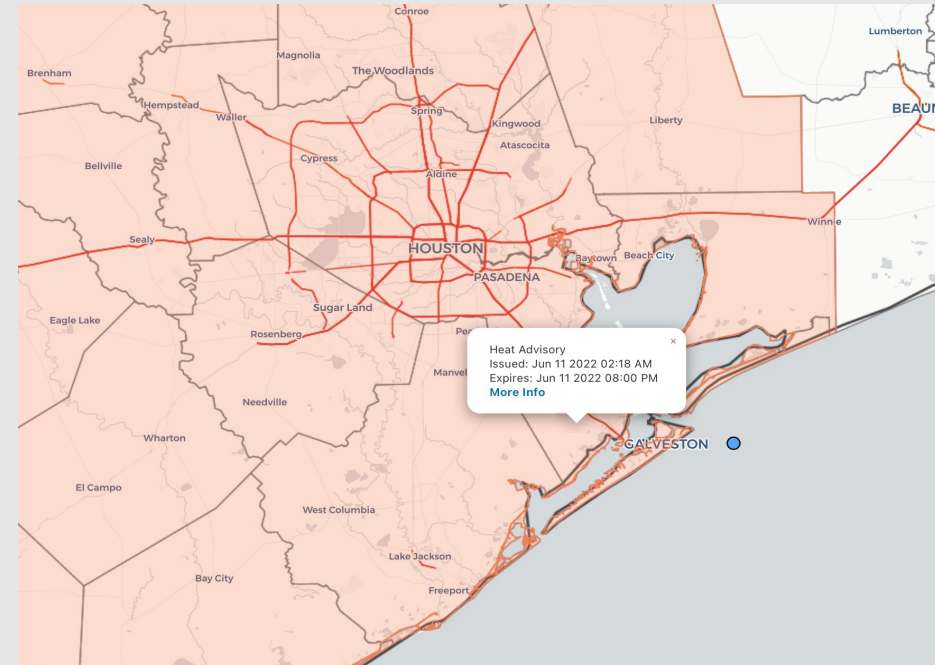 Conroe
Lumberton
Magnolia
The Woodlands
Brenham
Hempstead
BEAU
Waller
Spring
Kingwood
Liberty
Atascocita
Cypress
Bellville
Aldine
Winnie
Sealy
HOUSTON
Baytown
Beach City
PASADENA
Sugar Land
Eagle Lake
Rosenberg
Pea
×
Heat Advisory
Issued: Jun 11 2022 02:18 AM
Expires: Jun 11 2022 08:00 PM
More Info
Manvel
Needville
Wharton
GALVESTON
El Campo
West Columbia
Lake Jackson
Bay City
Freeport